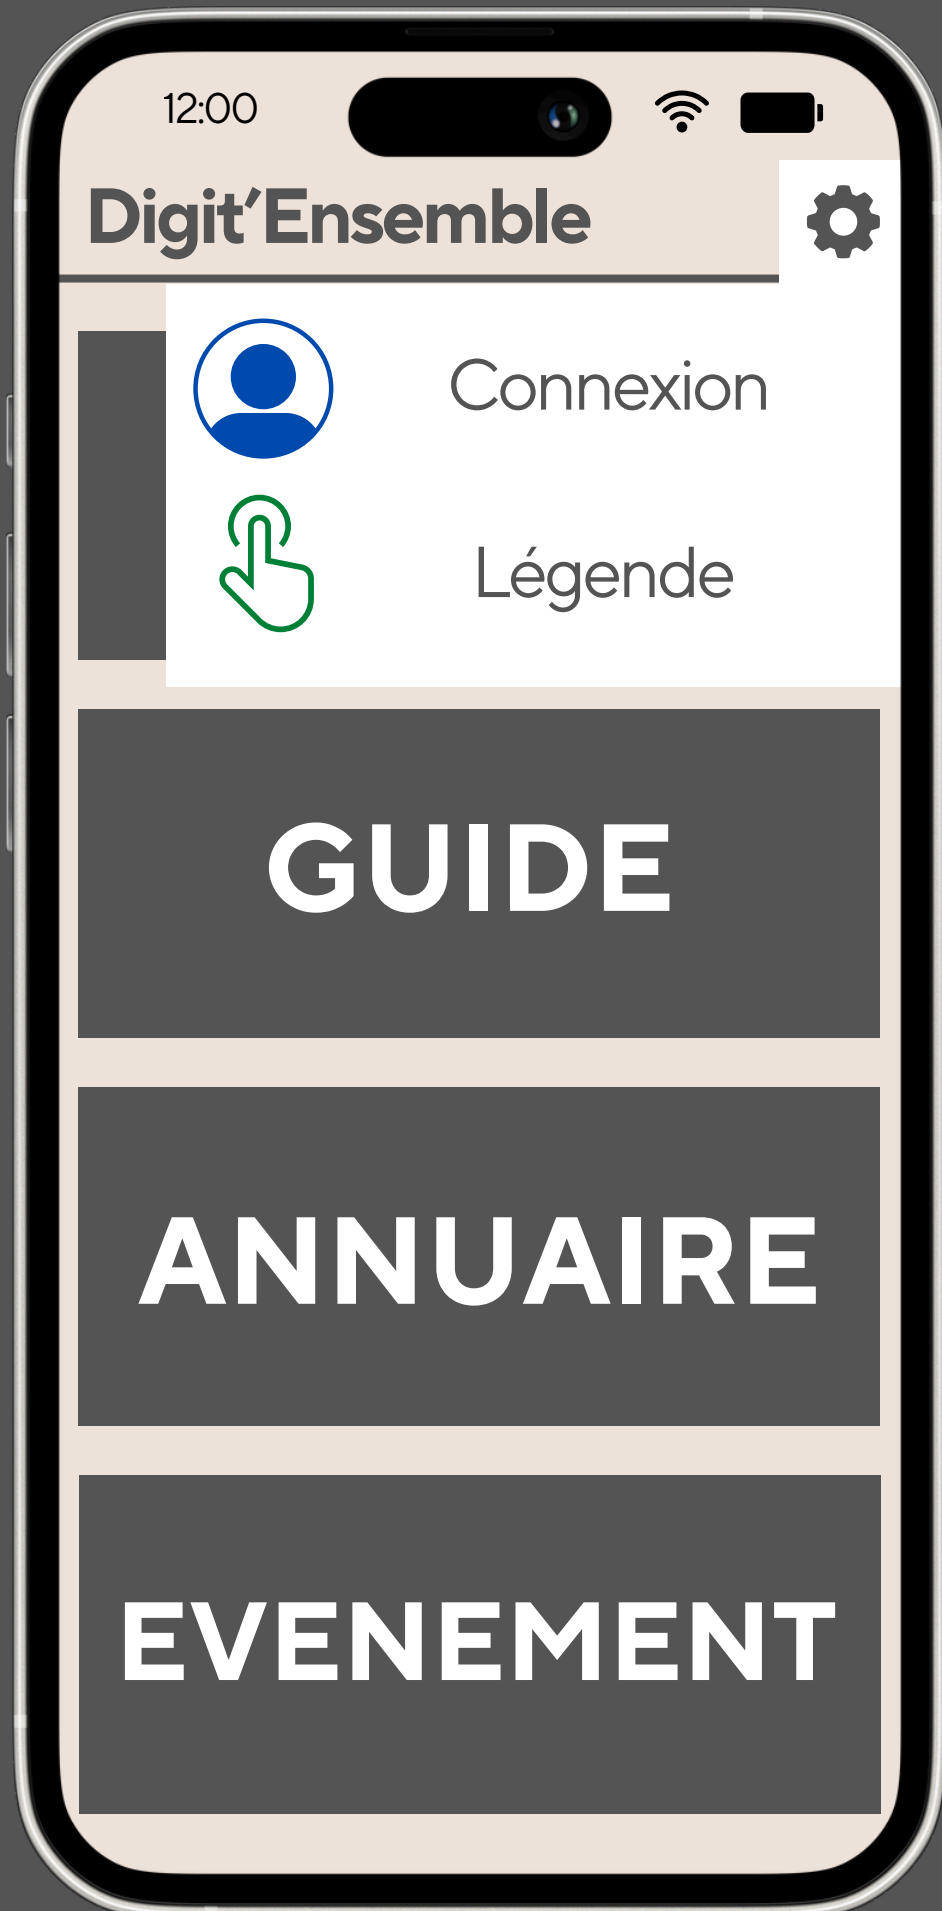 12:00
Digit'Ensemble
Connexion
Légende
GUIDE
ANNUAIRE
EVENEMENT